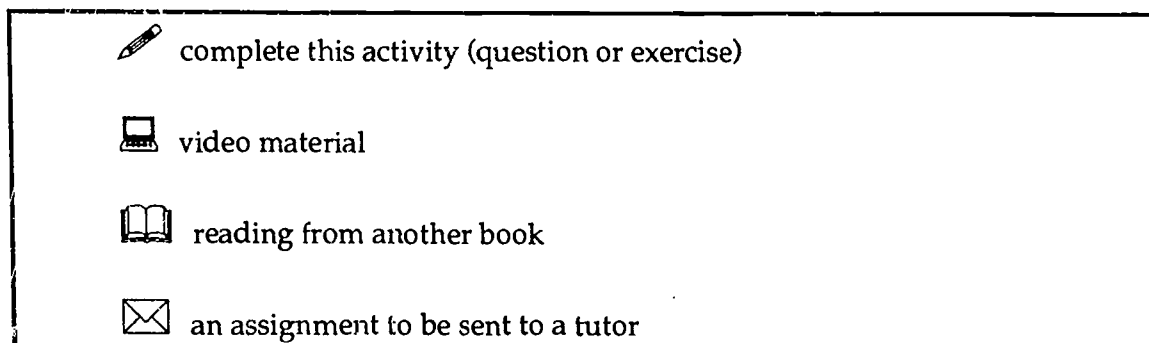 complete this activity (question or exercise)
video material
reading from another book
an assignment to be sent to a tutor